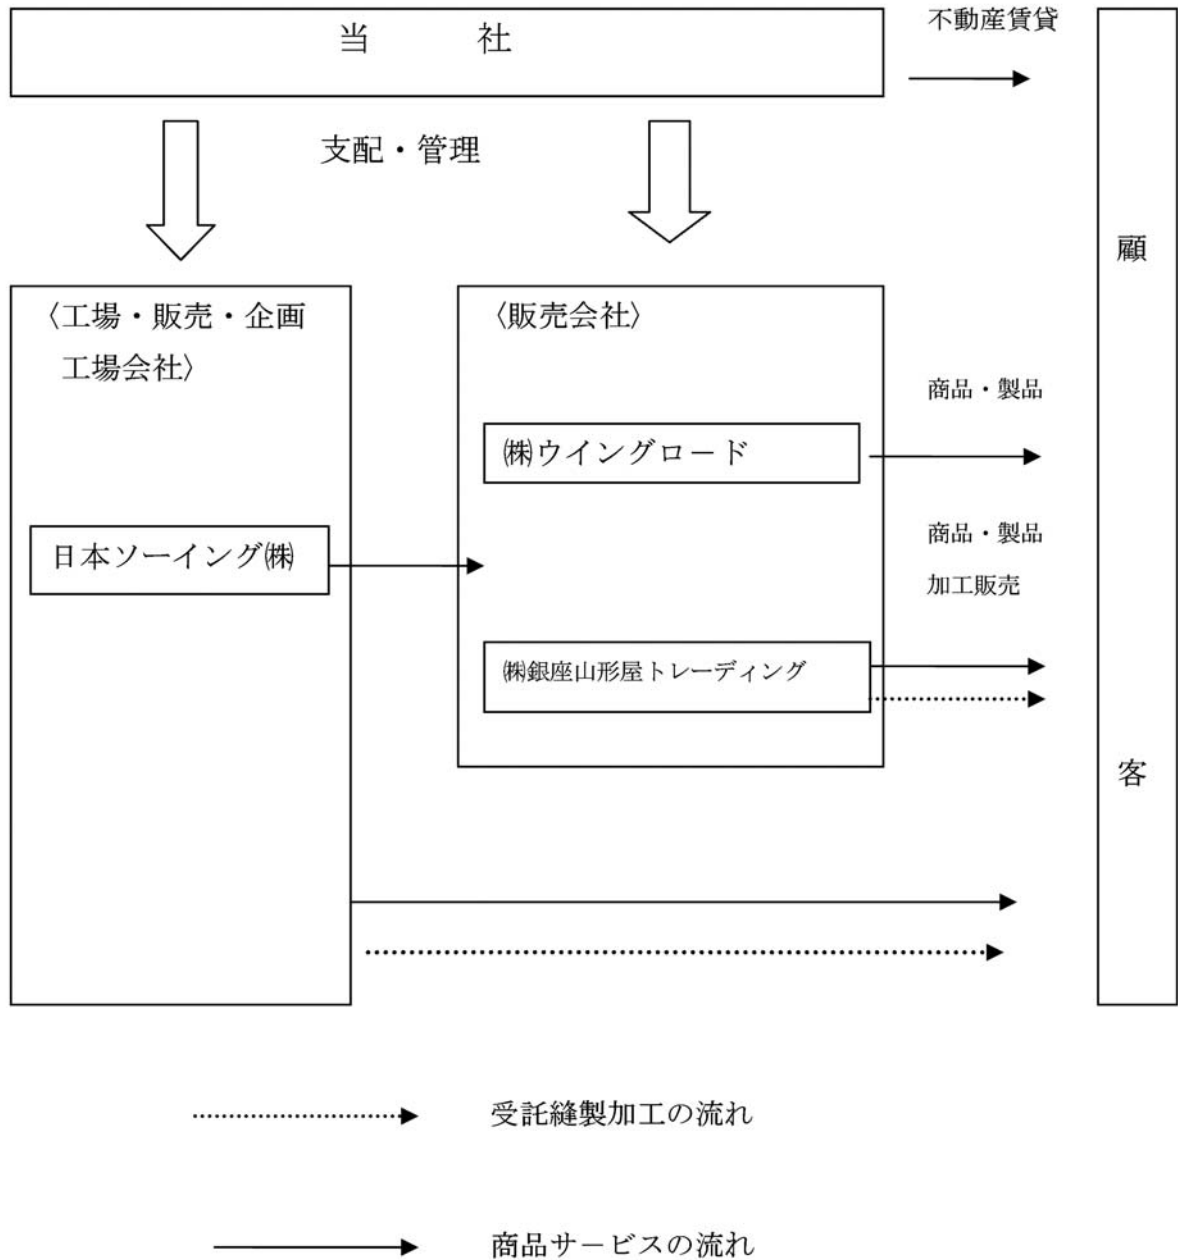 当 社
不動産賃貸
支配・管理
顧
客
〈工場・販売・企画
工場会社〉
〈販売会社〉
商品・製品
㈱ウイングロード
商品・製品
加工販売
日本ソーイング㈱
㈱銀座山形屋トレーディング
受託縫製加工の流れ
商品サービスの流れ